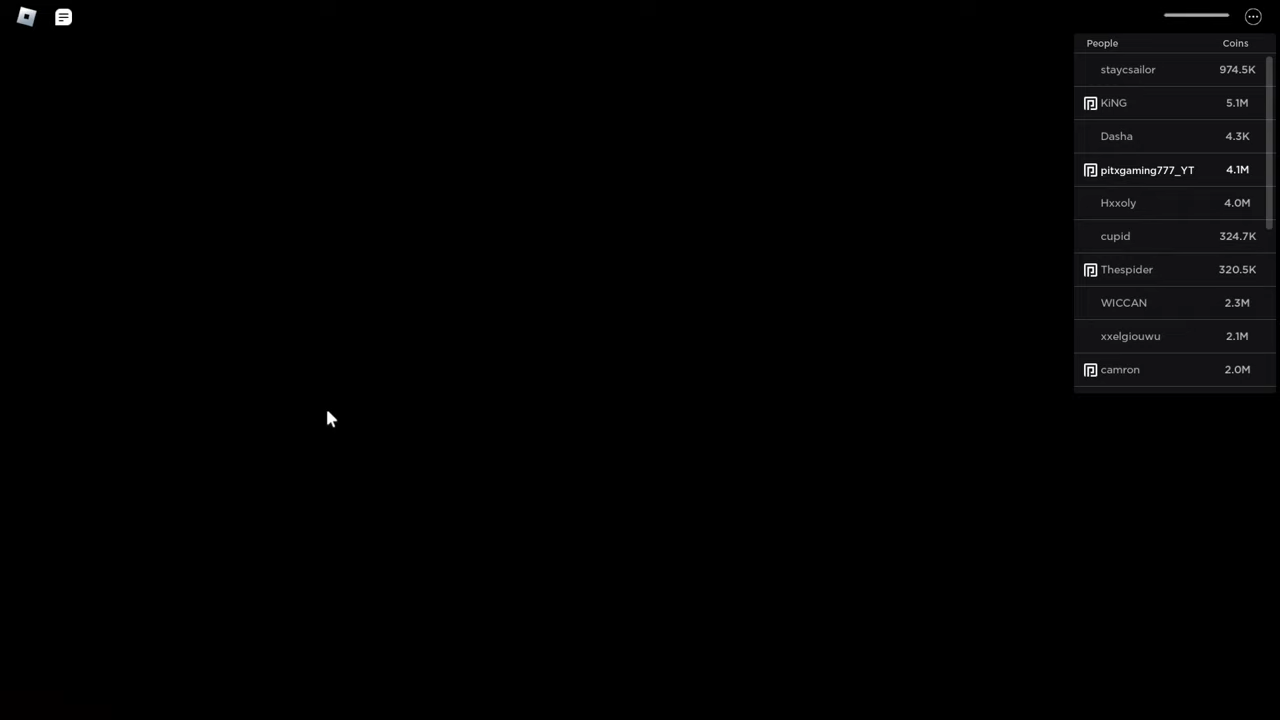 People Coins
staycsailor 974.5K
KiNG 5.1M
Dasha 4.3K
pitxgaming777_YT 4.1M
Hxxoly 4.0M
cupid 324.7K
Thespider 320.5K
WICCAN 2.3M
xxelgiouwu 2.1M
camron 2.0M